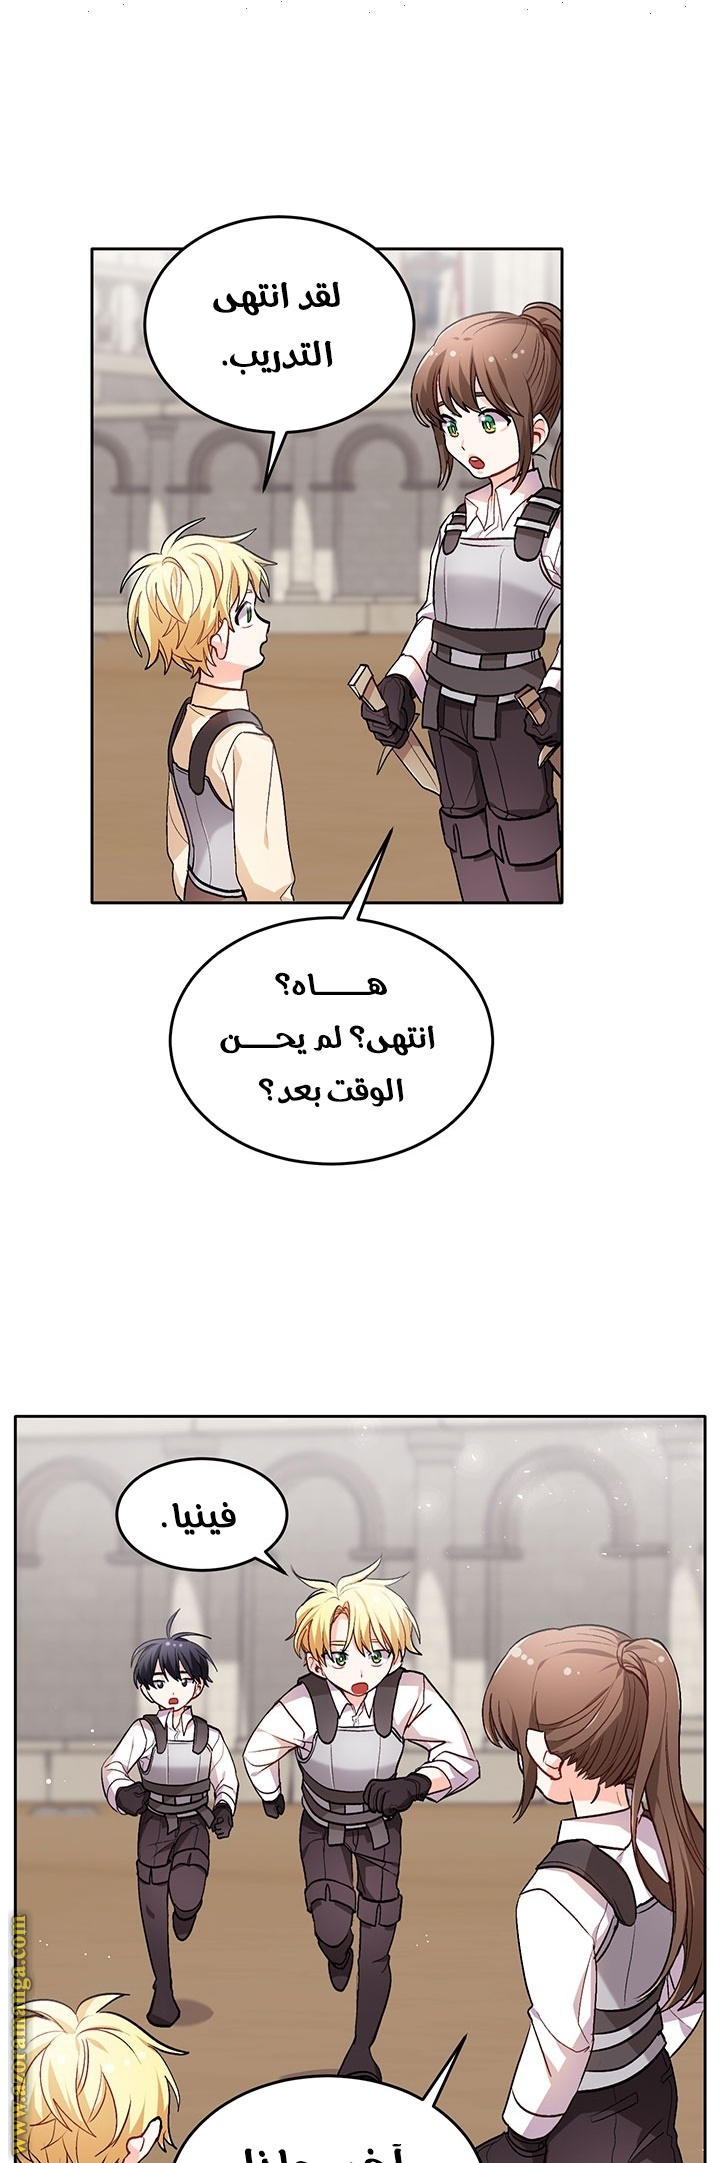 لقد انتهى
التدريب.
هـــاه؟
انتهى؟ لم يحـــن
الوقت بعد؟
فينيا.
www.azoramanga.com